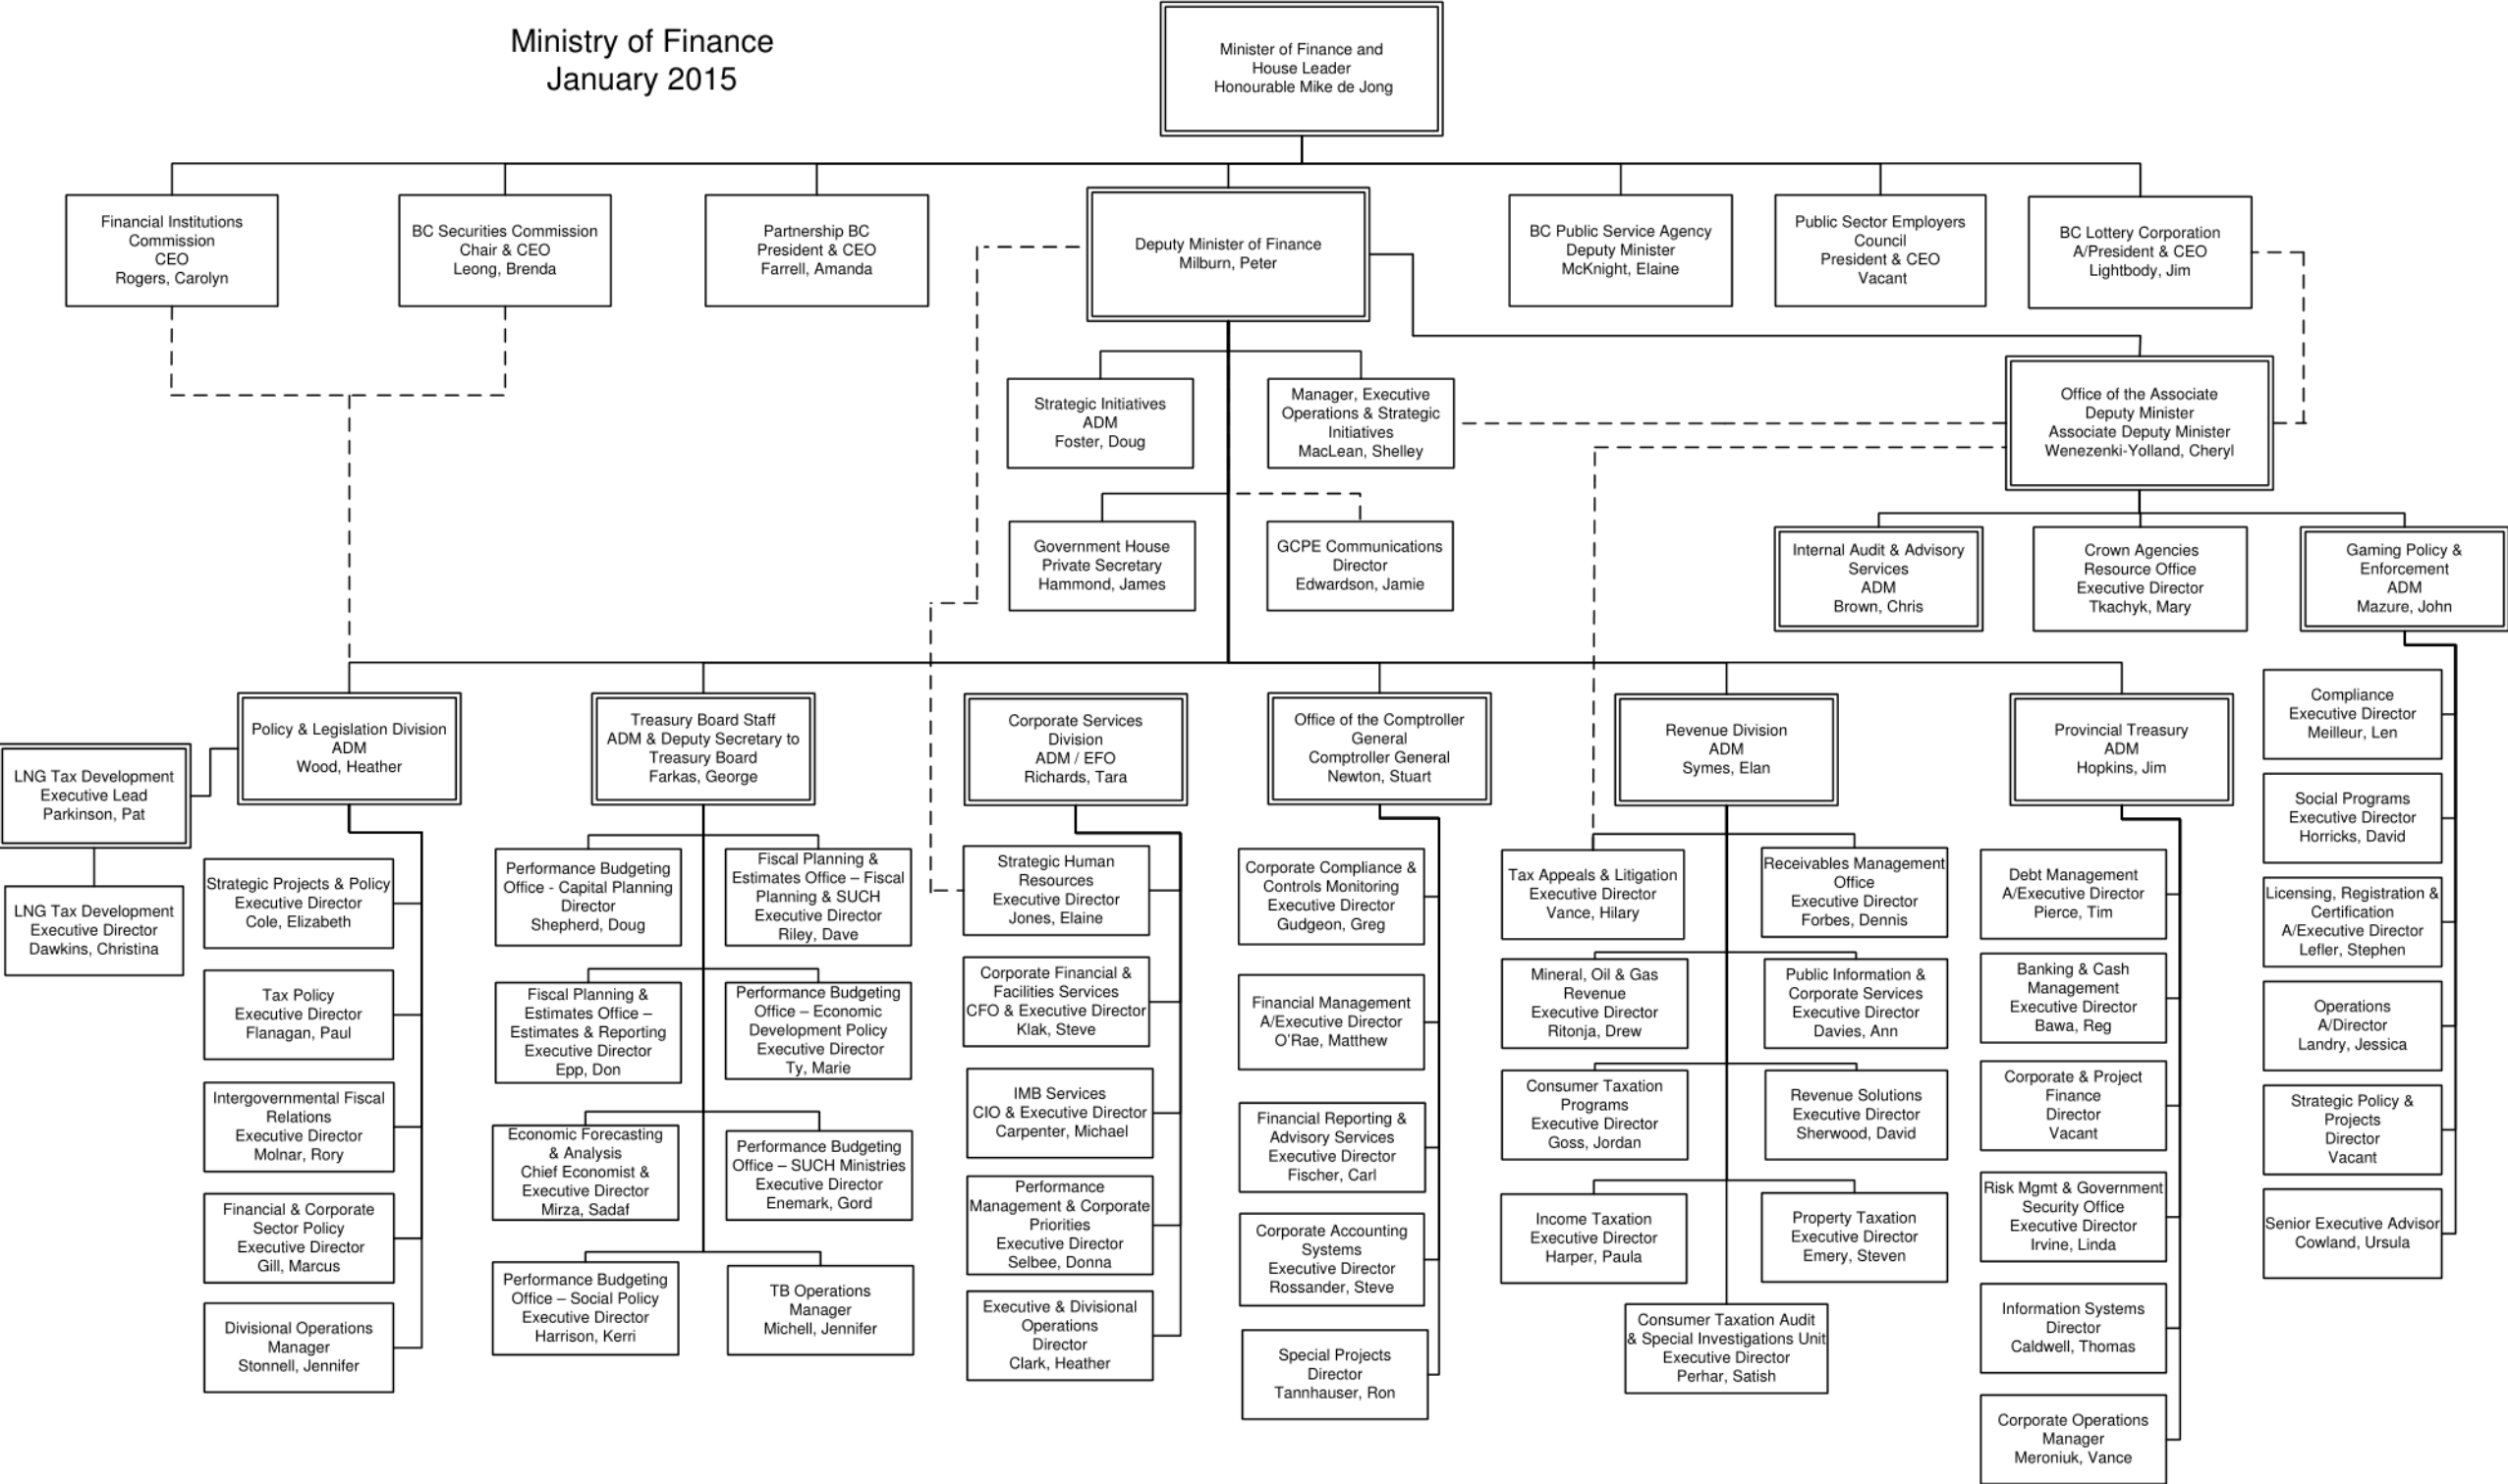 Ministry of Finance
January 2015
Minister of Finance and
House Leader
Honourable Mike de Jong
Financial Institutions
Commission
CEO
Rogers, Carolyn
BC Securities Commission
Chair & CEO
Leong, Brenda
Partnership BC
President & CEO
Farrell, Amanda
Deputy Minister of Finance
Milburn, Peter
BC Public Service Agency
Deputy Minister
McKnight, Elaine
Public Sector Employers
Council
President & CEO
Vacant
BC Lottery Corporation
A/President & CEO
Lightbody, Jim
Strategic Initiatives
ADM
Foster, Doug
Manager, Executive
Operations & Strategic
Initiatives
MacLean, Shelley
Office of the Associate
Deputy Minister
Associate Deputy Minister
Wenezenki-Yolland, Cheryl
Government House
Private Secretary
Hammond, James
GCPE Communications
Director
Edwardson, Jamie
Internal Audit & Advisory
Services
ADM
Brown, Chris
Crown Agencies
Resource Office
Executive Director
Tkachyk, Mary
Gaming Policy &
Enforcement
ADM
Mazure, John
Policy & Legislation Division
ADM
Wood, Heather
Treasury Board Staff
ADM & Deputy Secretary to
Treasury Board
Farkas, George
Corporate Services
Division
ADM / EFO
Richards, Tara
Office of the Comptroller
General
Comptroller General
Newton, Stuart
Revenue Division
ADM
Symes, Elan
Provincial Treasury
ADM
Hopkins, Jim
LNG Tax Development
Executive Lead
Parkinson, Pat
LNG Tax Development
Executive Director
Dawkins, Christina
Strategic Projects & Policy
Executive Director
Cole, Elizabeth
Tax Policy
Executive Director
Flanagan, Paul
Intergovernmental Fiscal
Relations
Executive Director
Molnar, Rory
Financial & Corporate
Sector Policy
Executive Director
Gill, Marcus
Divisional Operations
Manager
Stonnell, Jennifer
Performance Budgeting
Office - Capital Planning
Director
Shepherd, Doug
Fiscal Planning &
Estimates Office – Fiscal
Planning & SUCH
Executive Director
Riley, Dave
Fiscal Planning &
Estimates Office –
Estimates & Reporting
Executive Director
Epp, Don
Performance Budgeting
Office – Economic
Development Policy
Executive Director
Ty, Marie
Economic Forecasting
& Analysis
Chief Economist &
Executive Director
Mirza, Sadaf
Performance Budgeting
Office – SUCH Ministries
Executive Director
Enemark, Gord
Performance Budgeting
Office – Social Policy
Executive Director
Harrison, Kerri
TB Operations
Manager
Michell, Jennifer
Strategic Human
Resources
Executive Director
Jones, Elaine
Corporate Financial &
Facilities Services
CFO & Executive Director
Klak, Steve
IMB Services
CIO & Executive Director
Carpenter, Michael
Performance
Management & Corporate
Priorities
Executive Director
Selbee, Donna
Executive & Divisional
Operations
Director
Clark, Heather
Corporate Compliance &
Controls Monitoring
Executive Director
Gudgeon, Greg
Financial Management
A/Executive Director
O'Rae, Matthew
Financial Reporting &
Advisory Services
Executive Director
Fischer, Carl
Corporate Accounting
Systems
Executive Director
Rossander, Steve
Special Projects
Director
Tannhauser, Ron
Tax Appeals & Litigation
Executive Director
Vance, Hilary
Receivables Management
Office
Executive Director
Forbes, Dennis
Mineral, Oil & Gas
Revenue
Executive Director
Ritonja, Drew
Public Information &
Corporate Services
Executive Director
Davies, Ann
Consumer Taxation
Programs
Executive Director
Goss, Jordan
Revenue Solutions
Executive Director
Sherwood, David
Income Taxation
Executive Director
Harper, Paula
Property Taxation
Executive Director
Emery, Steven
Consumer Taxation Audit
& Special Investigations Unit
Executive Director
Perhar, Satish
Debt Management
A/Executive Director
Pierce, Tim
Banking & Cash
Management
Executive Director
Bawa, Reg
Corporate & Project
Finance
Director
Vacant
Risk Mgmt & Government
Security Office
Executive Director
Irvine, Linda
Information Systems
Director
Caldwell, Thomas
Corporate Operations
Manager
Meroniuk, Vance
Compliance
Executive Director
Meilleur, Len
Social Programs
Executive Director
Horricks, David
Licensing, Registration &
Certification
A/Executive Director
Lefler, Stephen
Operations
A/Director
Landry, Jessica
Strategic Policy &
Projects
Director
Vacant
Senior Executive Advisor
Cowland, Ursula